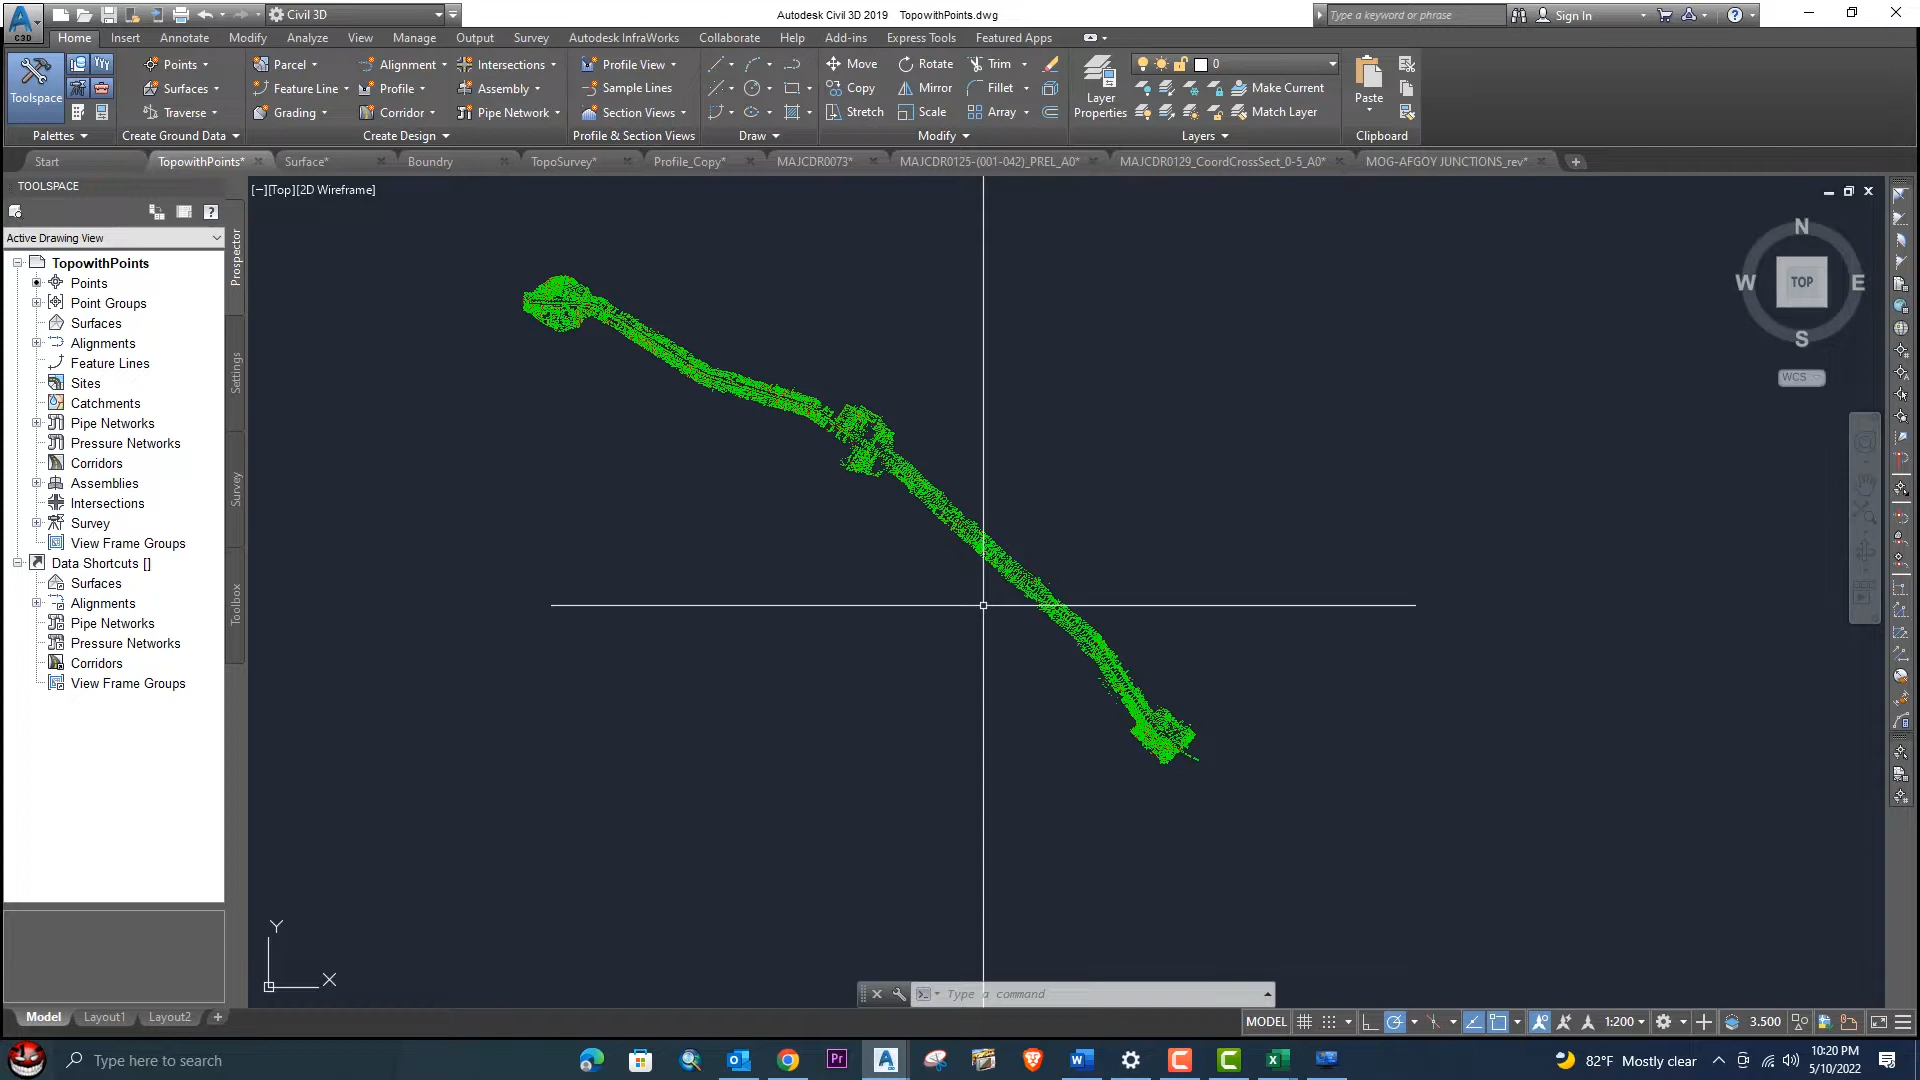 Civil 3D
Autodesk Civil 3D 2019 TopowithPoints.dwg
Type a keyword or phrase
Sign In
C3D
Home Insert Annotate Modify Analyze View Manage Output Survey Autodesk InfraWorks Collaborate Help Add-ins Express Tools Featured Apps
Toolspace
Points
Surfaces
Traverse
Parcel
Feature Line
Grading
Alignment
Profile
Corridor
Intersections
Assembly
Pipe Network
Profile View
Sample Lines
Section Views
Move
Copy
Stretch
Rotate
Mirror
Scale
Trim
Fillet
Array
Layer
Properties
0
Make Current
Match Layer
Paste
Palettes
Create Ground Data
Create Design
Profile & Section Views
Draw
Modify
Layers
Clipboard
Start TopowithPoints* Surface* Boundry TopoSurvey* Profile_Copy* MAJCDR0073* MAJCDR0125-(001-042)_PREL_A0* MAJCDR0129_CoordCrossSect_0-5_A0* MOG-AFGOY JUNCTIONS_rev*
TOOLSPACE
Active Drawing View
TopowithPoints
Points
Point Groups
Surfaces
Alignments
Feature Lines
Sites
Catchments
Pipe Networks
Pressure Networks
Corridors
Assemblies
Intersections
Survey
View Frame Groups
Data Shortcuts []
Surfaces
Alignments
Pipe Networks
Pressure Networks
Corridors
View Frame Groups
Prospector
Settings
Survey
Toolbox
[−][Top][2D Wireframe]
N
W TOP E
S
WCS
Y
X
Type a command
Model Layout1 Layout2
MODEL
1:200
3.500
Type here to search
Pr
82°F Mostly clear
10:20 PM
5/10/2022